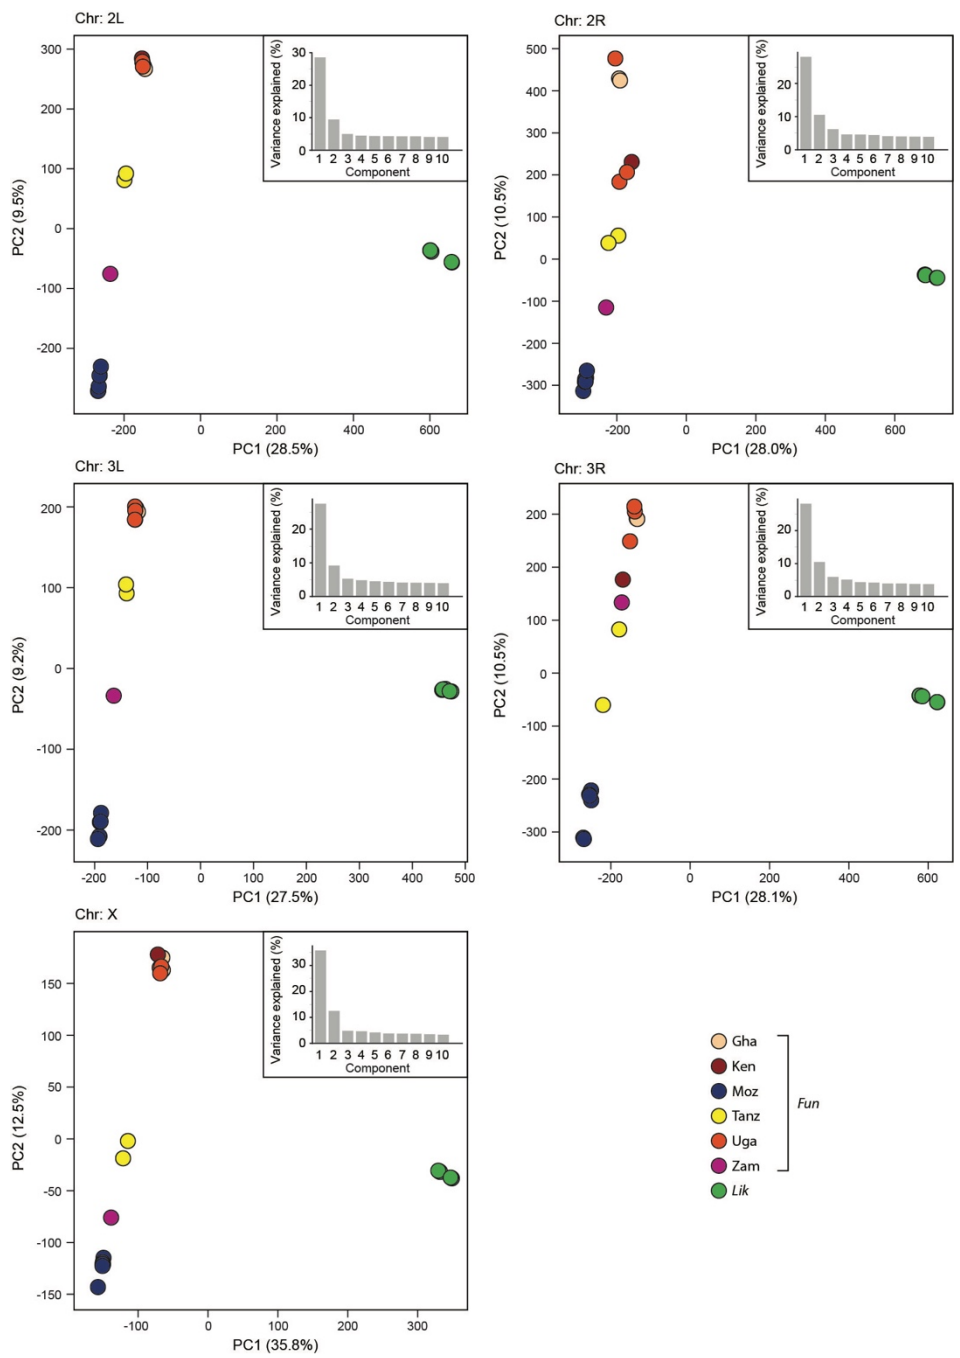 Chr: 2L
300
200
100
0
-100
-200
PC2 (9.5%)
-200 0 200 400 600
PC1 (28.5%)
Variance explained (%)
30
20
10
0
1 2 3 4 5 6 7 8 9 10
Component
Chr: 2R
500
400
300
200
100
0
-100
-200
-300
PC2 (10.5%)
-200 0 200 400 600
PC1 (28.0%)
Variance explained (%)
20
10
0
1 2 3 4 5 6 7 8 9 10
Component
Chr: 3L
200
100
0
-100
-200
PC2 (9.2%)
-200 -100 0 100 200 300 400 500
PC1 (27.5%)
Variance explained (%)
20
10
0
1 2 3 4 5 6 7 8 9 10
Component
Chr: 3R
200
200
100
0
-100
-200
-300
PC2 (10.5%)
-200 0 200 400 600
PC1 (28.1%)
Variance explained (%)
20
10
0
1 2 3 4 5 6 7 8 9 10
Component
Chr: X
150
100
50
0
-50
-100
-150
PC2 (12.5%)
-100 0 100 200 300
PC1 (35.8%)
Variance explained (%)
30
20
10
0
1 2 3 4 5 6 7 8 9 10
Component
Gha
Ken
Moz
Tanz
Uga
Zam
Lik
Fun